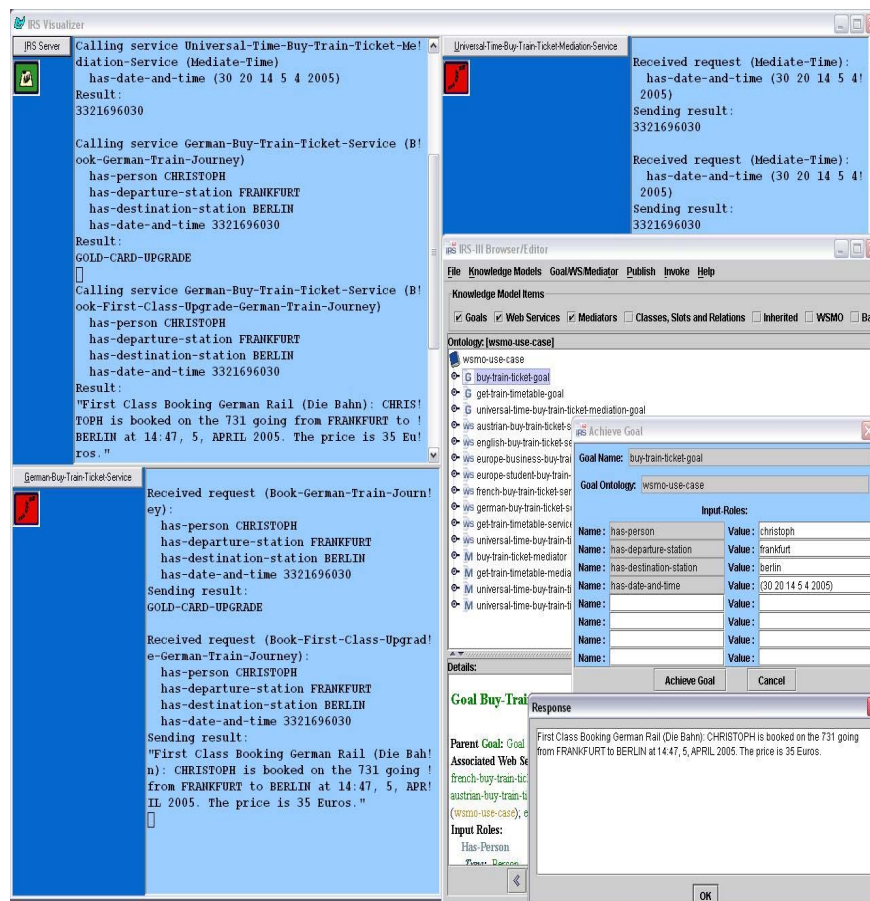 IRS Visualizer
IRS Server
Calling service Universal-Time-Buy-Train-Ticket-Me!
diation-Service (Mediate-Time)
has-date-and-time (30 20 14 5 4 2005)
Result:
3321696030
Calling service German-Buy-Train-Ticket-Service (B!
ook-German-Train-Journey)
has-person CHRISTOPH
has-departure-station FRANKFURT
has-destination-station BERLIN
has-date-and-time 3321696030
Result:
GOLD-CARD-UPGRADE
Calling service German-Buy-Train-Ticket-Service (B!
ook-First-Class-Upgrade-German-Train-Journey)
has-person CHRISTOPH
has-departure-station FRANKFURT
has-destination-station BERLIN
has-date-and-time 3321696030
Result:
"First Class Booking German Rail (Die Bahn): CHRIS!
TOPH is booked on the 731 going from FRANKFURT to !
BERLIN at 14:47, 5, APRIL 2005. The price is 35 Eu!
ros."
Universal-Time-Buy-Train-Ticket-Mediation-Service
Received request (Mediate-Time):
has-date-and-time (30 20 14 5 4!
2005)
Sending result:
3321696030
Received request (Mediate-Time):
has-date-and-time (30 20 14 5 4!
2005)
Sending result:
3321696030
German-Buy-Train-Ticket-Service
Received request (Book-German-Train-Journ!
ey):
has-person CHRISTOPH
has-departure-station FRANKFURT
has-destination-station BERLIN
has-date-and-time 3321696030
Sending result:
GOLD-CARD-UPGRADE
Received request (Book-First-Class-Upgrad!
e-German-Train-Journey):
has-person CHRISTOPH
has-departure-station FRANKFURT
has-destination-station BERLIN
has-date-and-time 3321696030
Sending result:
"First Class Booking German Rail (Die Bah!
n): CHRISTOPH is booked on the 731 going !
from FRANKFURT to BERLIN at 14:47, 5, APR!
IL 2005. The price is 35 Euros."
IRS IRS-III Browser/Editor
File Knowledge Models Goal/WS/Mediator Publish Invoke Help
Knowledge Model Items
Goals Web Services Mediators Classes, Slots and Relations Inherited WSMO Ba
Ontology: [wsmo-use-case]
wsmo-use-case
G buy-train-ticket-goal
G get-train-timetable-goal
G universal-time-buy-train-ticket-mediation-goal
WS austrian-buy-train-ticket-s
WS english-buy-train-ticket-se
WS europe-business-buy-trai
WS europe-student-buy-train-
WS french-buy-train-ticket-ser
WS german-buy-train-ticket-s
WS get-train-timetable-service
WS universal-time-buy-train-ti
M buy-train-ticket-mediator
M get-train-timetable-media
M universal-time-buy-train-ti
M universal-time-buy-train-ti
Details:
Goal Buy-Trai
Parent Goal: Goal
Associated Web Se
french-buy-train-tic
austrian-buy-train-ti
(wsmo-use-case), e
Input Roles:
Has-Person
Type: Person
IRS Achieve Goal
Goal Name: buy-train-ticket-goal
Goal Ontology: wsmo-use-case
Input-Roles:
Name: has-person Value: christoph
Name: has-departure-station Value: frankfurt
Name: has-destination-station Value: berlin
Name: has-date-and-time Value: (30 20 14 5 4 2005)
Name: Value:
Name: Value:
Name: Value:
Name: Value:
Achieve Goal Cancel
Response
First Class Booking German Rail (Die Bahn): CHRISTOPH is booked on the 731 going
from FRANKFURT to BERLIN at 14:47, 5, APRIL 2005. The price is 35 Euros.
OK